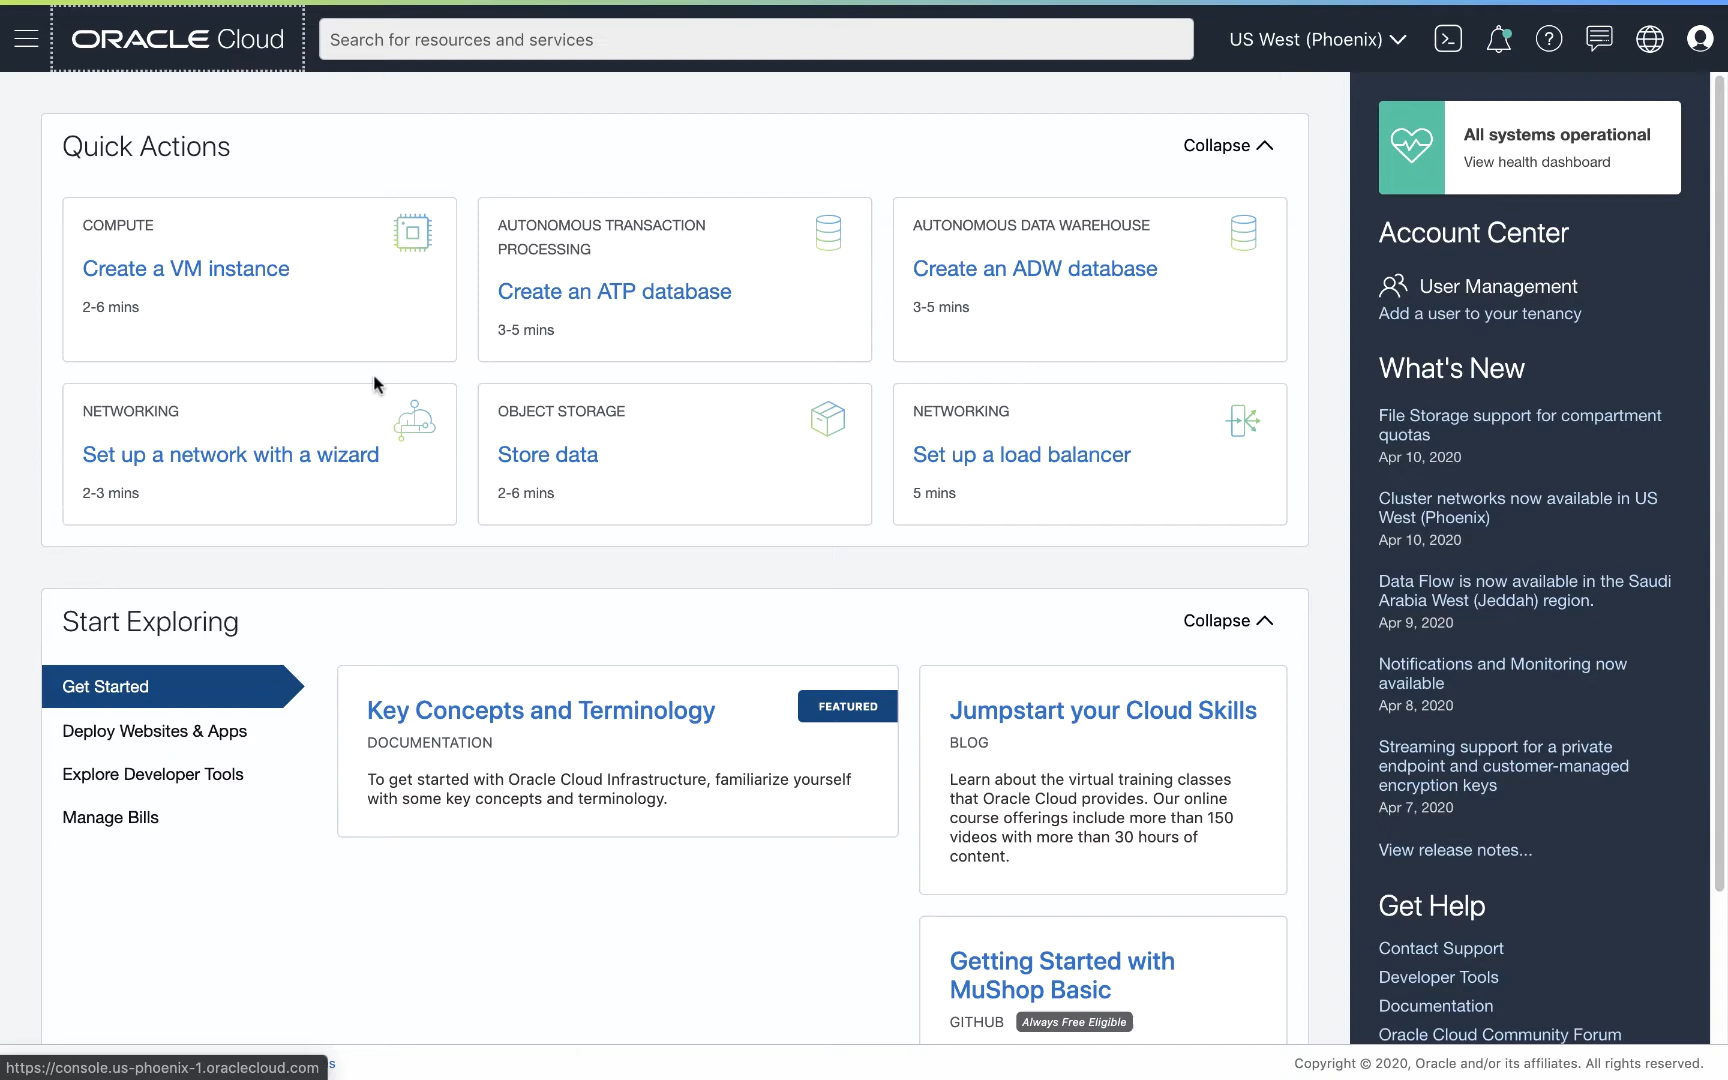 ORACLE Cloud
Search for resources and services
US West (Phoenix)
Quick Actions
Collapse
COMPUTE
Create a VM instance
2-6 mins
AUTONOMOUS TRANSACTION
PROCESSING
Create an ATP database
3-5 mins
AUTONOMOUS DATA WAREHOUSE
Create an ADW database
3-5 mins
NETWORKING
Set up a network with a wizard
2-3 mins
OBJECT STORAGE
Store data
2-6 mins
NETWORKING
Set up a load balancer
5 mins
Start Exploring
Collapse
Get Started
Deploy Websites & Apps
Explore Developer Tools
Manage Bills
Key Concepts and Terminology
FEATURED
DOCUMENTATION
To get started with Oracle Cloud Infrastructure, familiarize yourself
with some key concepts and terminology.
Jumpstart your Cloud Skills
BLOG
Learn about the virtual training classes
that Oracle Cloud provides. Our online
course offerings include more than 150
videos with more than 30 hours of
content.
Getting Started with
MuShop Basic
GITHUB Always Free Eligible
All systems operational
View health dashboard
Account Center
User Management
Add a user to your tenancy
What's New
File Storage support for compartment
quotas
Apr 10, 2020
Cluster networks now available in US
West (Phoenix)
Apr 10, 2020
Data Flow is now available in the Saudi
Arabia West (Jeddah) region.
Apr 9, 2020
Notifications and Monitoring now
available
Apr 8, 2020
Streaming support for a private
endpoint and customer-managed
encryption keys
Apr 7, 2020
View release notes...
Get Help
Contact Support
Developer Tools
Documentation
Oracle Cloud Community Forum
https://console.us-phoenix-1.oraclecloud.com
Copyright © 2020, Oracle and/or its affiliates. All rights reserved.